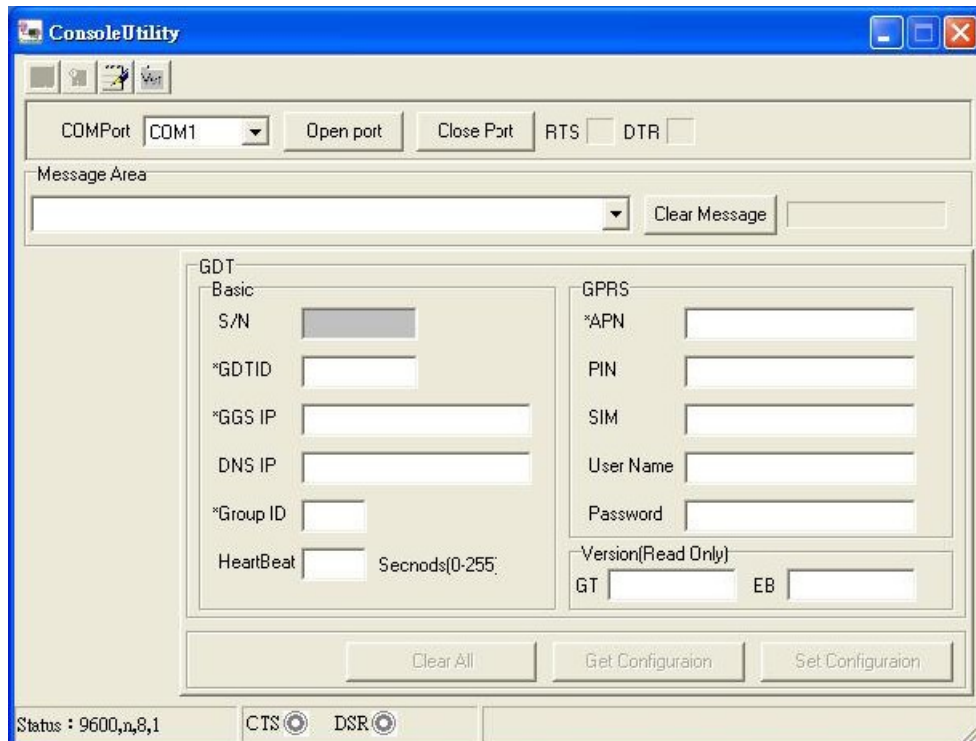 ConsoleUtility
COMPort COM1 Open port Close Port RTS DTR
Message Area
Clear Message
GDT
Basic
S/N
*GDTID
*GGS IP
DNS IP
*Group ID
HeartBeat Secnods(0-255)
GPRS
*APN
PIN
SIM
User Name
Password
Version(Read Only)
GT EB
Clear All Get Configuraion Set Configuraion
Status : 9600,n,8,1 CTS DSR